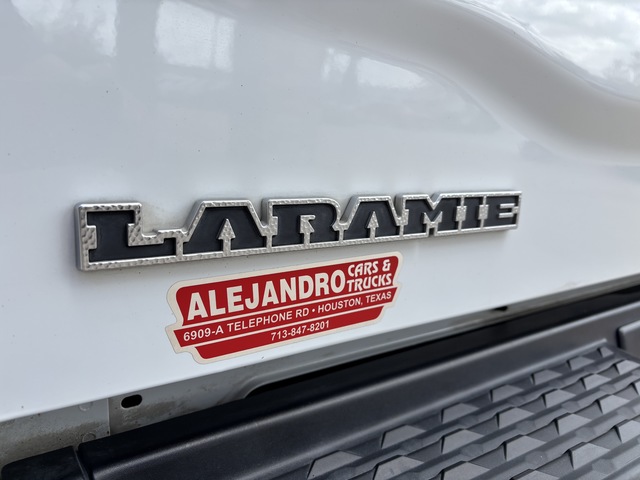 LARAMIE
ALEJANDRO CARS & TRUCKS
6909-A TELEPHONE RD • HOUSTON, TEXAS
713-847-8201